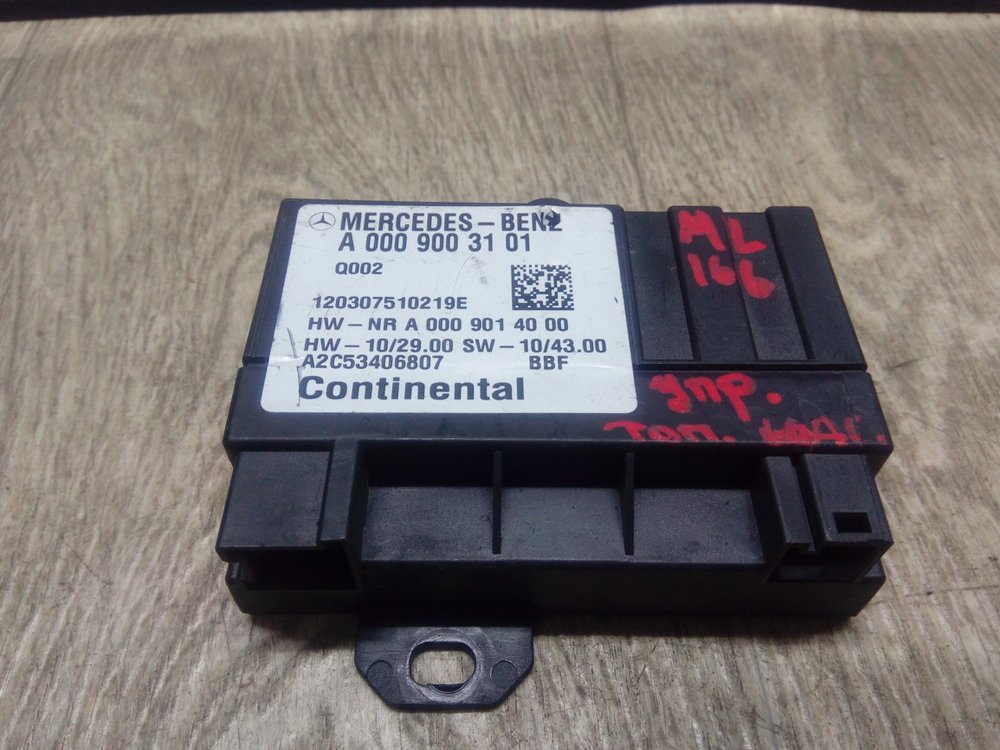 MERCEDES-BENZ
A 000 900 31 01
Q002
120307510219E
HW-NR A 000 901 40 00
HW-10/29.00 SW-10/43.00
A2C53406807 BBF
Continental
ML
166
упр.
топ. нас.